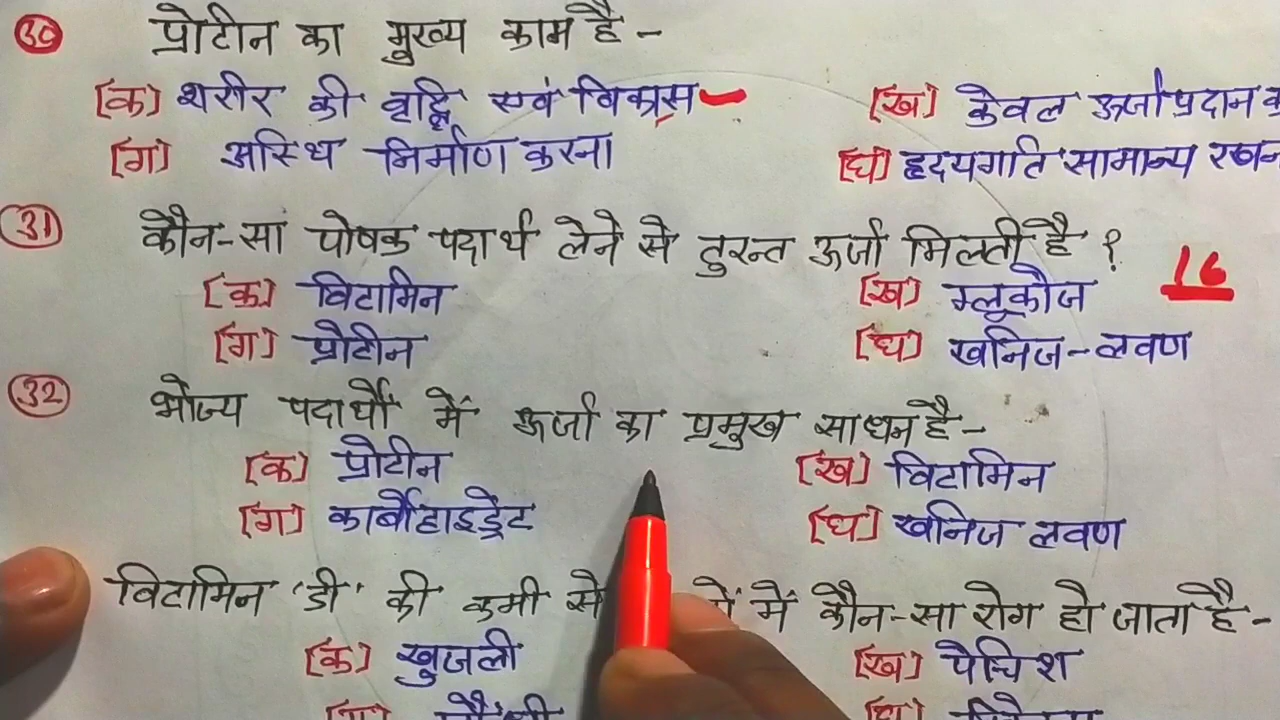 30 प्रोटीन का मुख्य काम है -
[क] शरीर की वृद्धि एवं विकास [ख] केवल ऊर्जा प्रदान
[ग] अस्थि निर्माण करना [घ] हृदयगति सामान्य
31 कौन-सा पोषक पदार्थ लेने से तुरन्त ऊर्जा मिलती है ?
16
[क] विटामिन [ख] ग्लूकोज
[ग] प्रोटीन [घ] खनिज-लवण
32 भोज्य पदार्थों में ऊर्जा का प्रमुख साधन है -
[क] प्रोटीन [ख] विटामिन
[ग] कार्बोहाइड्रेट [घ] खनिज लवण
विटामिन 'डी' की कमी से में कौन-सा रोग हो जाता है -
[क] खुजली [ख] पेचिश